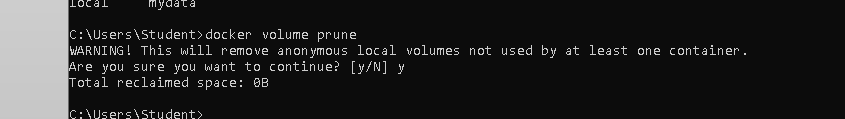 local     mydata
C:\Users\Student>docker volume prune
WARNING! This will remove anonymous local volumes not used by at least one container.
Are you sure you want to continue? [y/N] y
Total reclaimed space: 0B
C:\Users\Student>